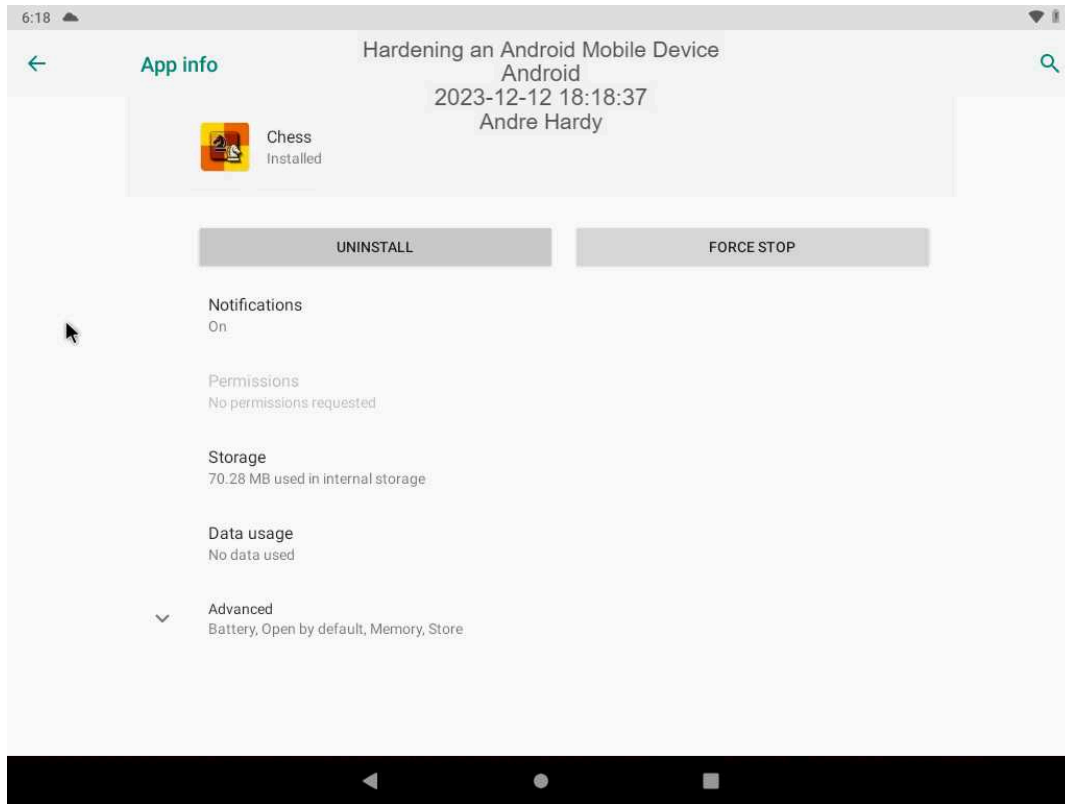 6:18
App info
Hardening an Android Mobile Device
Android
2023-12-12 18:18:37
Andre Hardy
Chess
Installed
UNINSTALL
FORCE STOP
Notifications
On
Permissions
No permissions requested
Storage
70.28 MB used in internal storage
Data usage
No data used
Advanced
Battery, Open by default, Memory, Store